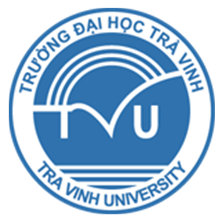 TRƯỜNG ĐẠI HỌC TRÀ VINH
TVU
TRA VINH UNIVERSITY